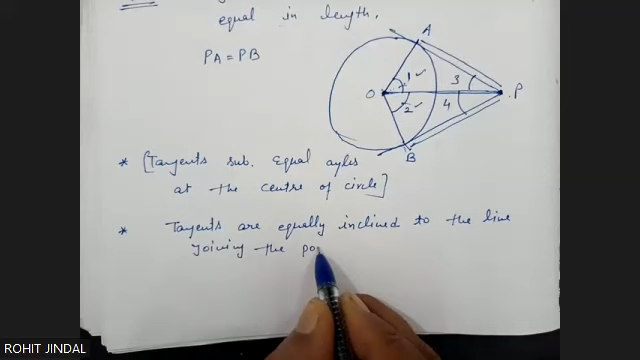 equal in length.
PA = PB
A
1 ✓
3
O
P
2 ✓
4
B
* [Tangents sub. Equal angles
at the centre of circle]
* Tangents are equally inclined to the line
Joining the po
ROHIT JINDAL